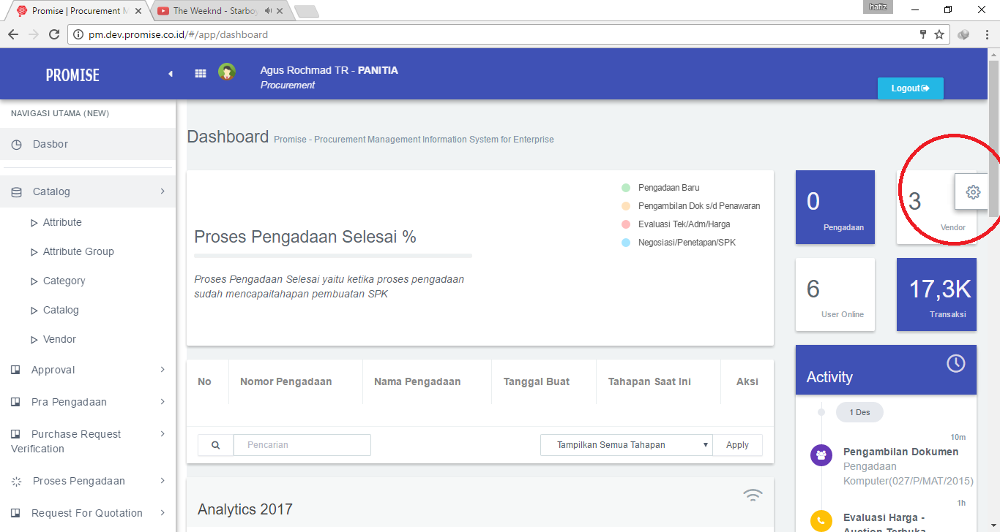 Promise | Procurement M
The Weeknd - Starboy
hafiz
pm.dev.promise.co.id/#/app/dashboard
PROMISE
Agus Rochmad TR - PANITIA
Procurement
Logout
NAVIGASI UTAMA (NEW)
Dasbor
Catalog
Attribute
Attribute Group
Category
Catalog
Vendor
Approval
Pra Pengadaan
Purchase Request
Verification
Proses Pengadaan
Request For Quotation
Dashboard Promise - Procurement Management Information System for Enterprise
Proses Pengadaan Selesai %
Proses Pengadaan Selesai yaitu ketika proses pengadaan
sudah mencapaitahapan pembuatan SPK
Pengadaan Baru
Pengambilan Dok s/d Penawaran
Evaluasi Tek/Adm/Harga
Negosiasi/Penetapan/SPK
0
Pengadaan
3
Vendor
6
User Online
17,3K
Transaksi
No Nomor Pengadaan Nama Pengadaan Tanggal Buat Tahapan Saat Ini Aksi
Pencarian Tampilkan Semua Tahapan Apply
Analytics 2017
Activity
1 Des
10m
Pengambilan Dokumen
Pengadaan
Komputer(027/P/MAT/2015)
1h
Evaluasi Harga -
Auction Terbuka